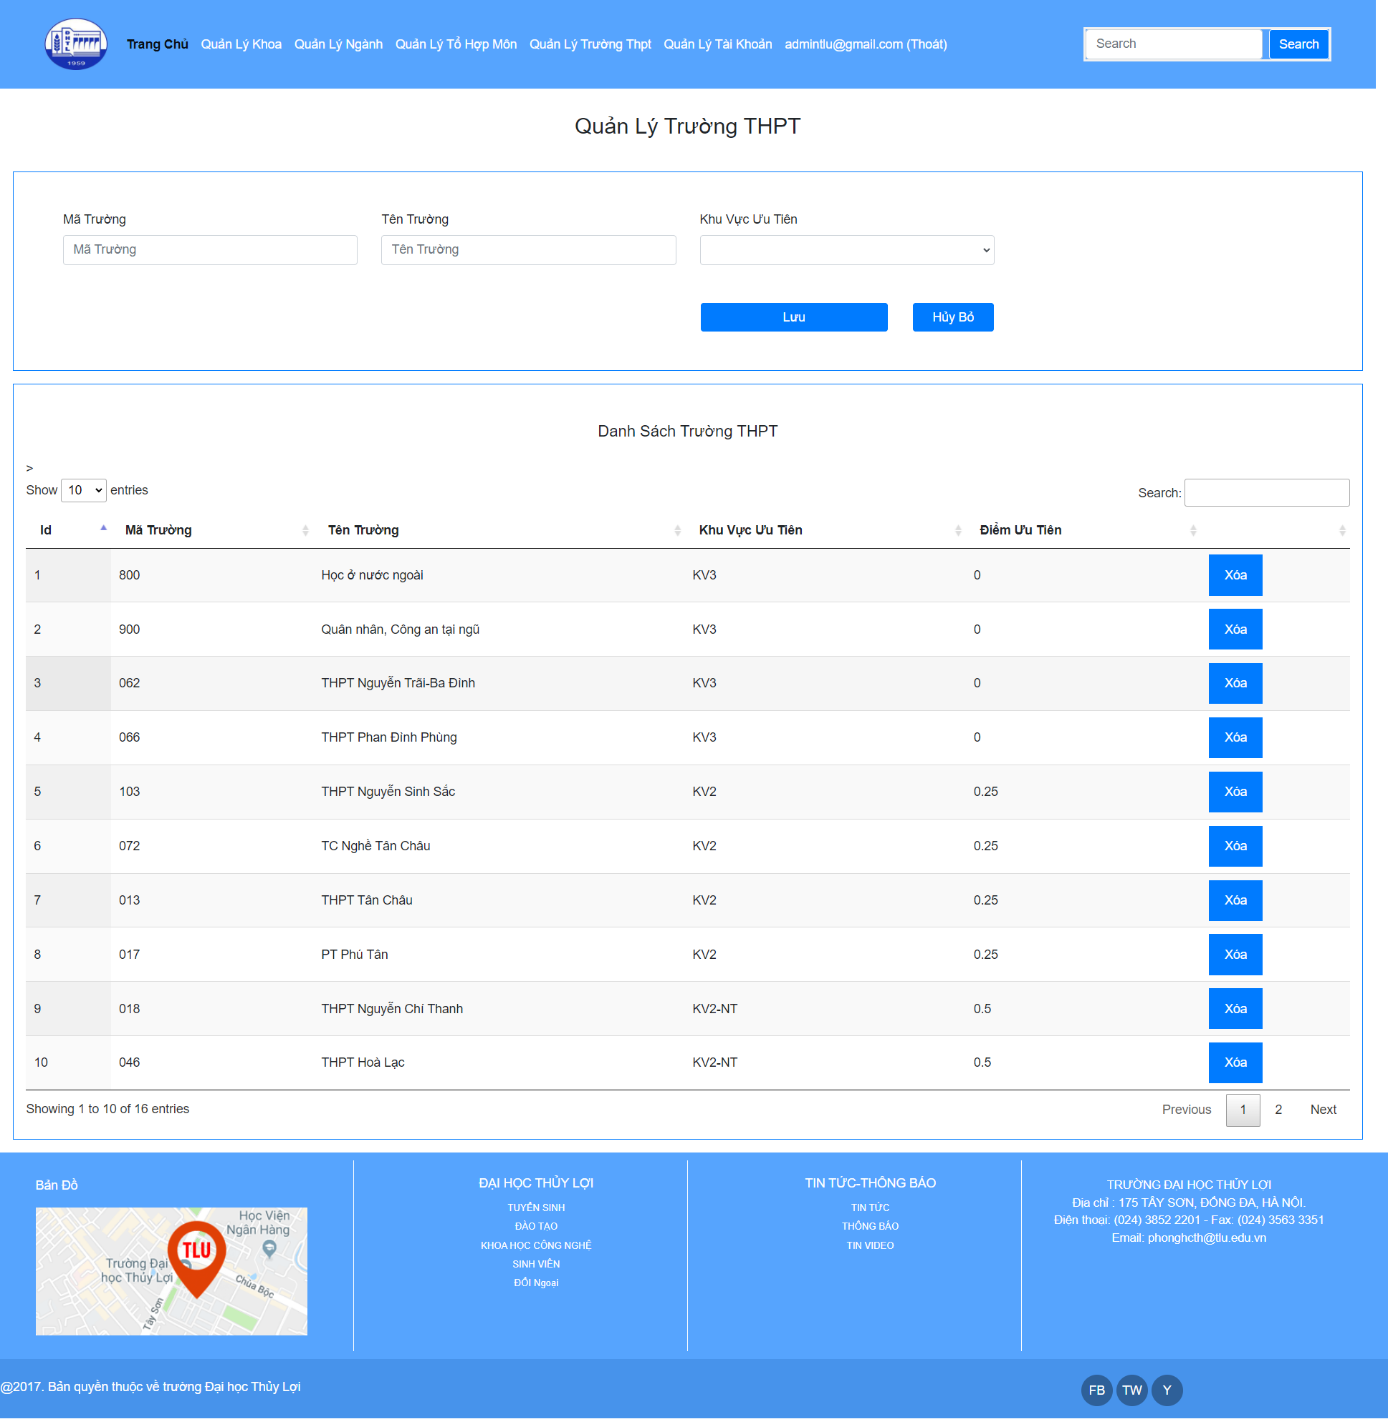 1959
Trang Chủ Quản Lý Khoa Quản Lý Ngành Quản Lý Tổ Hợp Môn Quản Lý Trường Thpt Quản Lý Tài Khoản admintlu@gmail.com (Thoát) Search Search
Quản Lý Trường THPT
Mã Trường Tên Trường Khu Vực Ưu Tiên
Mã Trường Tên Trường
Lưu Hủy Bỏ
Danh Sách Trường THPT
>
Show 10 entries Search:
Id Mã Trường Tên Trường Khu Vực Ưu Tiên Điểm Ưu Tiên
1 800 Học ở nước ngoài KV3 0 Xóa
2 900 Quân nhân, Công an tại ngũ KV3 0 Xóa
3 062 THPT Nguyễn Trãi-Ba Đình KV3 0 Xóa
4 066 THPT Phan Đình Phùng KV3 0 Xóa
5 103 THPT Nguyễn Sinh Sắc KV2 0.25 Xóa
6 072 TC Nghề Tân Châu KV2 0.25 Xóa
7 013 THPT Tân Châu KV2 0.25 Xóa
8 017 PT Phú Tân KV2 0.25 Xóa
9 018 THPT Nguyễn Chí Thanh KV2-NT 0.5 Xóa
10 046 THPT Hoà Lạc KV2-NT 0.5 Xóa
Showing 1 to 10 of 16 entries Previous 1 2 Next
Bản Đồ
Học Viện
Ngân Hàng
TLU
Trường Đại
học Thủy Lợi
Chùa Bộc
Tây Sơn
ĐẠI HỌC THỦY LỢI
TUYỂN SINH
ĐÀO TẠO
KHOA HỌC CÔNG NGHỆ
SINH VIÊN
ĐỐI Ngoại
TIN TỨC-THÔNG BÁO
TIN TỨC
THÔNG BÁO
TIN VIDEO
TRƯỜNG ĐẠI HỌC THỦY LỢI
Địa chỉ : 175 TÂY SƠN, ĐỐNG ĐA, HÀ NỘI.
Điện thoại: (024) 3852 2201 - Fax: (024) 3563 3351
Email: phonghcth@tlu.edu.vn
@2017. Bản quyền thuộc về trường Đại học Thủy Lợi
FB TW Y